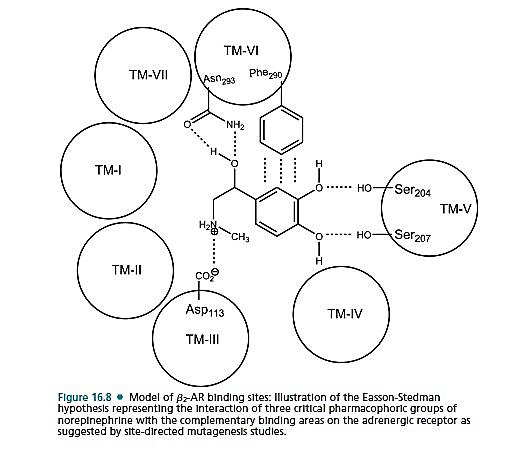 TM-VI
TM-VII
Asn293
Phe290
O
NH2
H
O
TM-I
H
O
HO
Ser204
TM-V
H2N
⊕
CH3
O
HO
Ser207
H
TM-II
CO2⊖
Asp113
TM-III
TM-IV
Figure 16.8 • Model of β2-AR binding sites: Illustration of the Easson-Stedman
hypothesis representing the interaction of three critical pharmacophoric groups of
norepinephrine with the complementary binding areas on the adrenergic receptor as
suggested by site-directed mutagenesis studies.